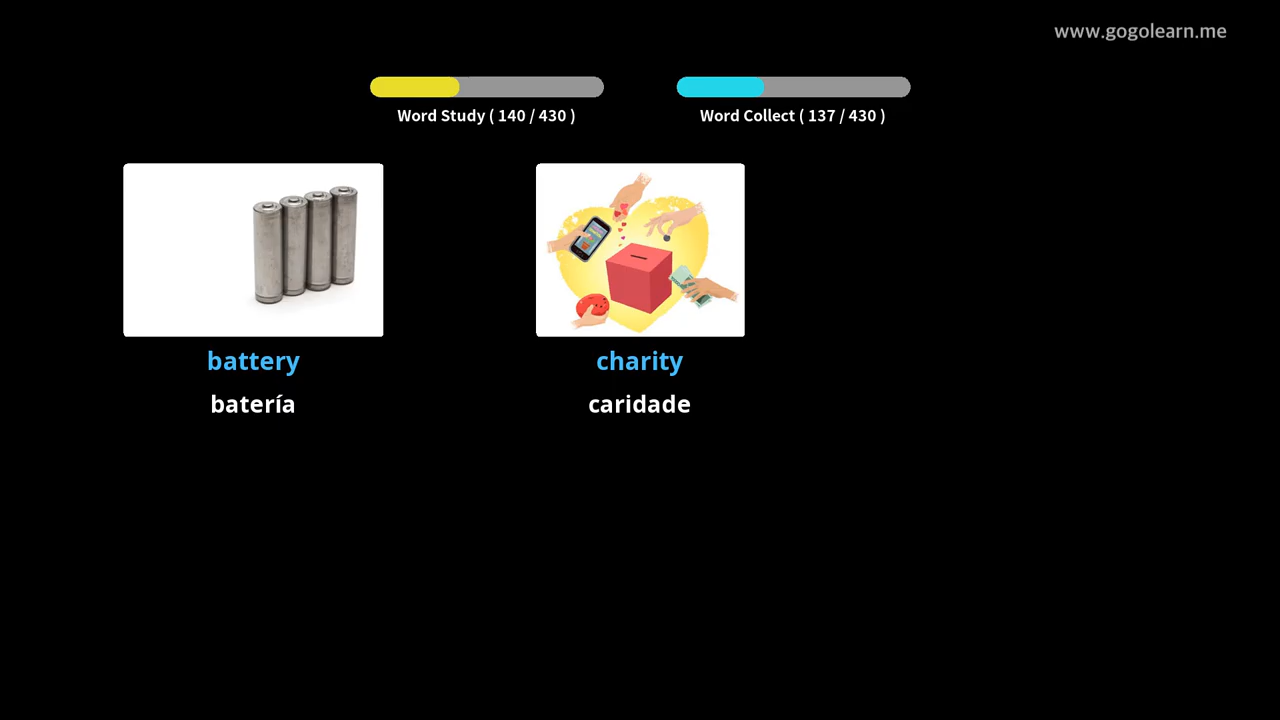 www.gogolearn.me
Word Study ( 140 / 430 )
Word Collect ( 137 / 430 )
battery
batería
charity
caridade